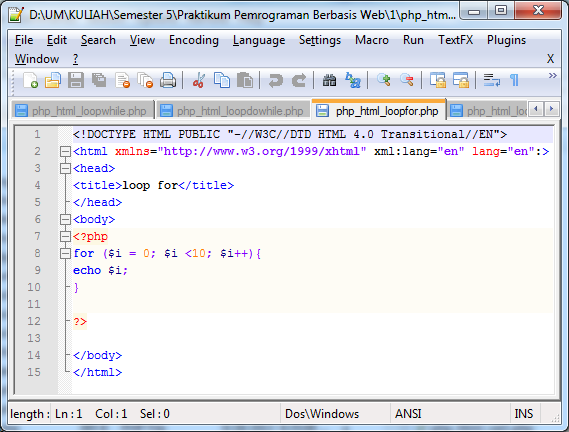 D:\UM\KULIAH\Semester 5\Praktikum Pemrograman Berbasis Web\1\php_htm...
File Edit Search View Encoding Language Settings Macro Run TextFX Plugins
Window ? X
php_html_loopwhile.php php_html_loopdowhile.php php_html_loopfor.php php_html_loo
1 <!DOCTYPE HTML PUBLIC "-//W3C//DTD HTML 4.0 Transitional//EN">
2 <html xmlns="http://www.w3.org/1999/xhtml" xml:lang="en" lang="en":>
3 <head>
4 <title>loop for</title>
5 </head>
6 <body>
7 <?php
8 for ($i = 0; $i <10; $i++){
9 echo $i;
10 }
11
12 ?>
13
14 </body>
15 </html>
length: Ln:1 Col:1 Sel:0 Dos\Windows ANSI INS